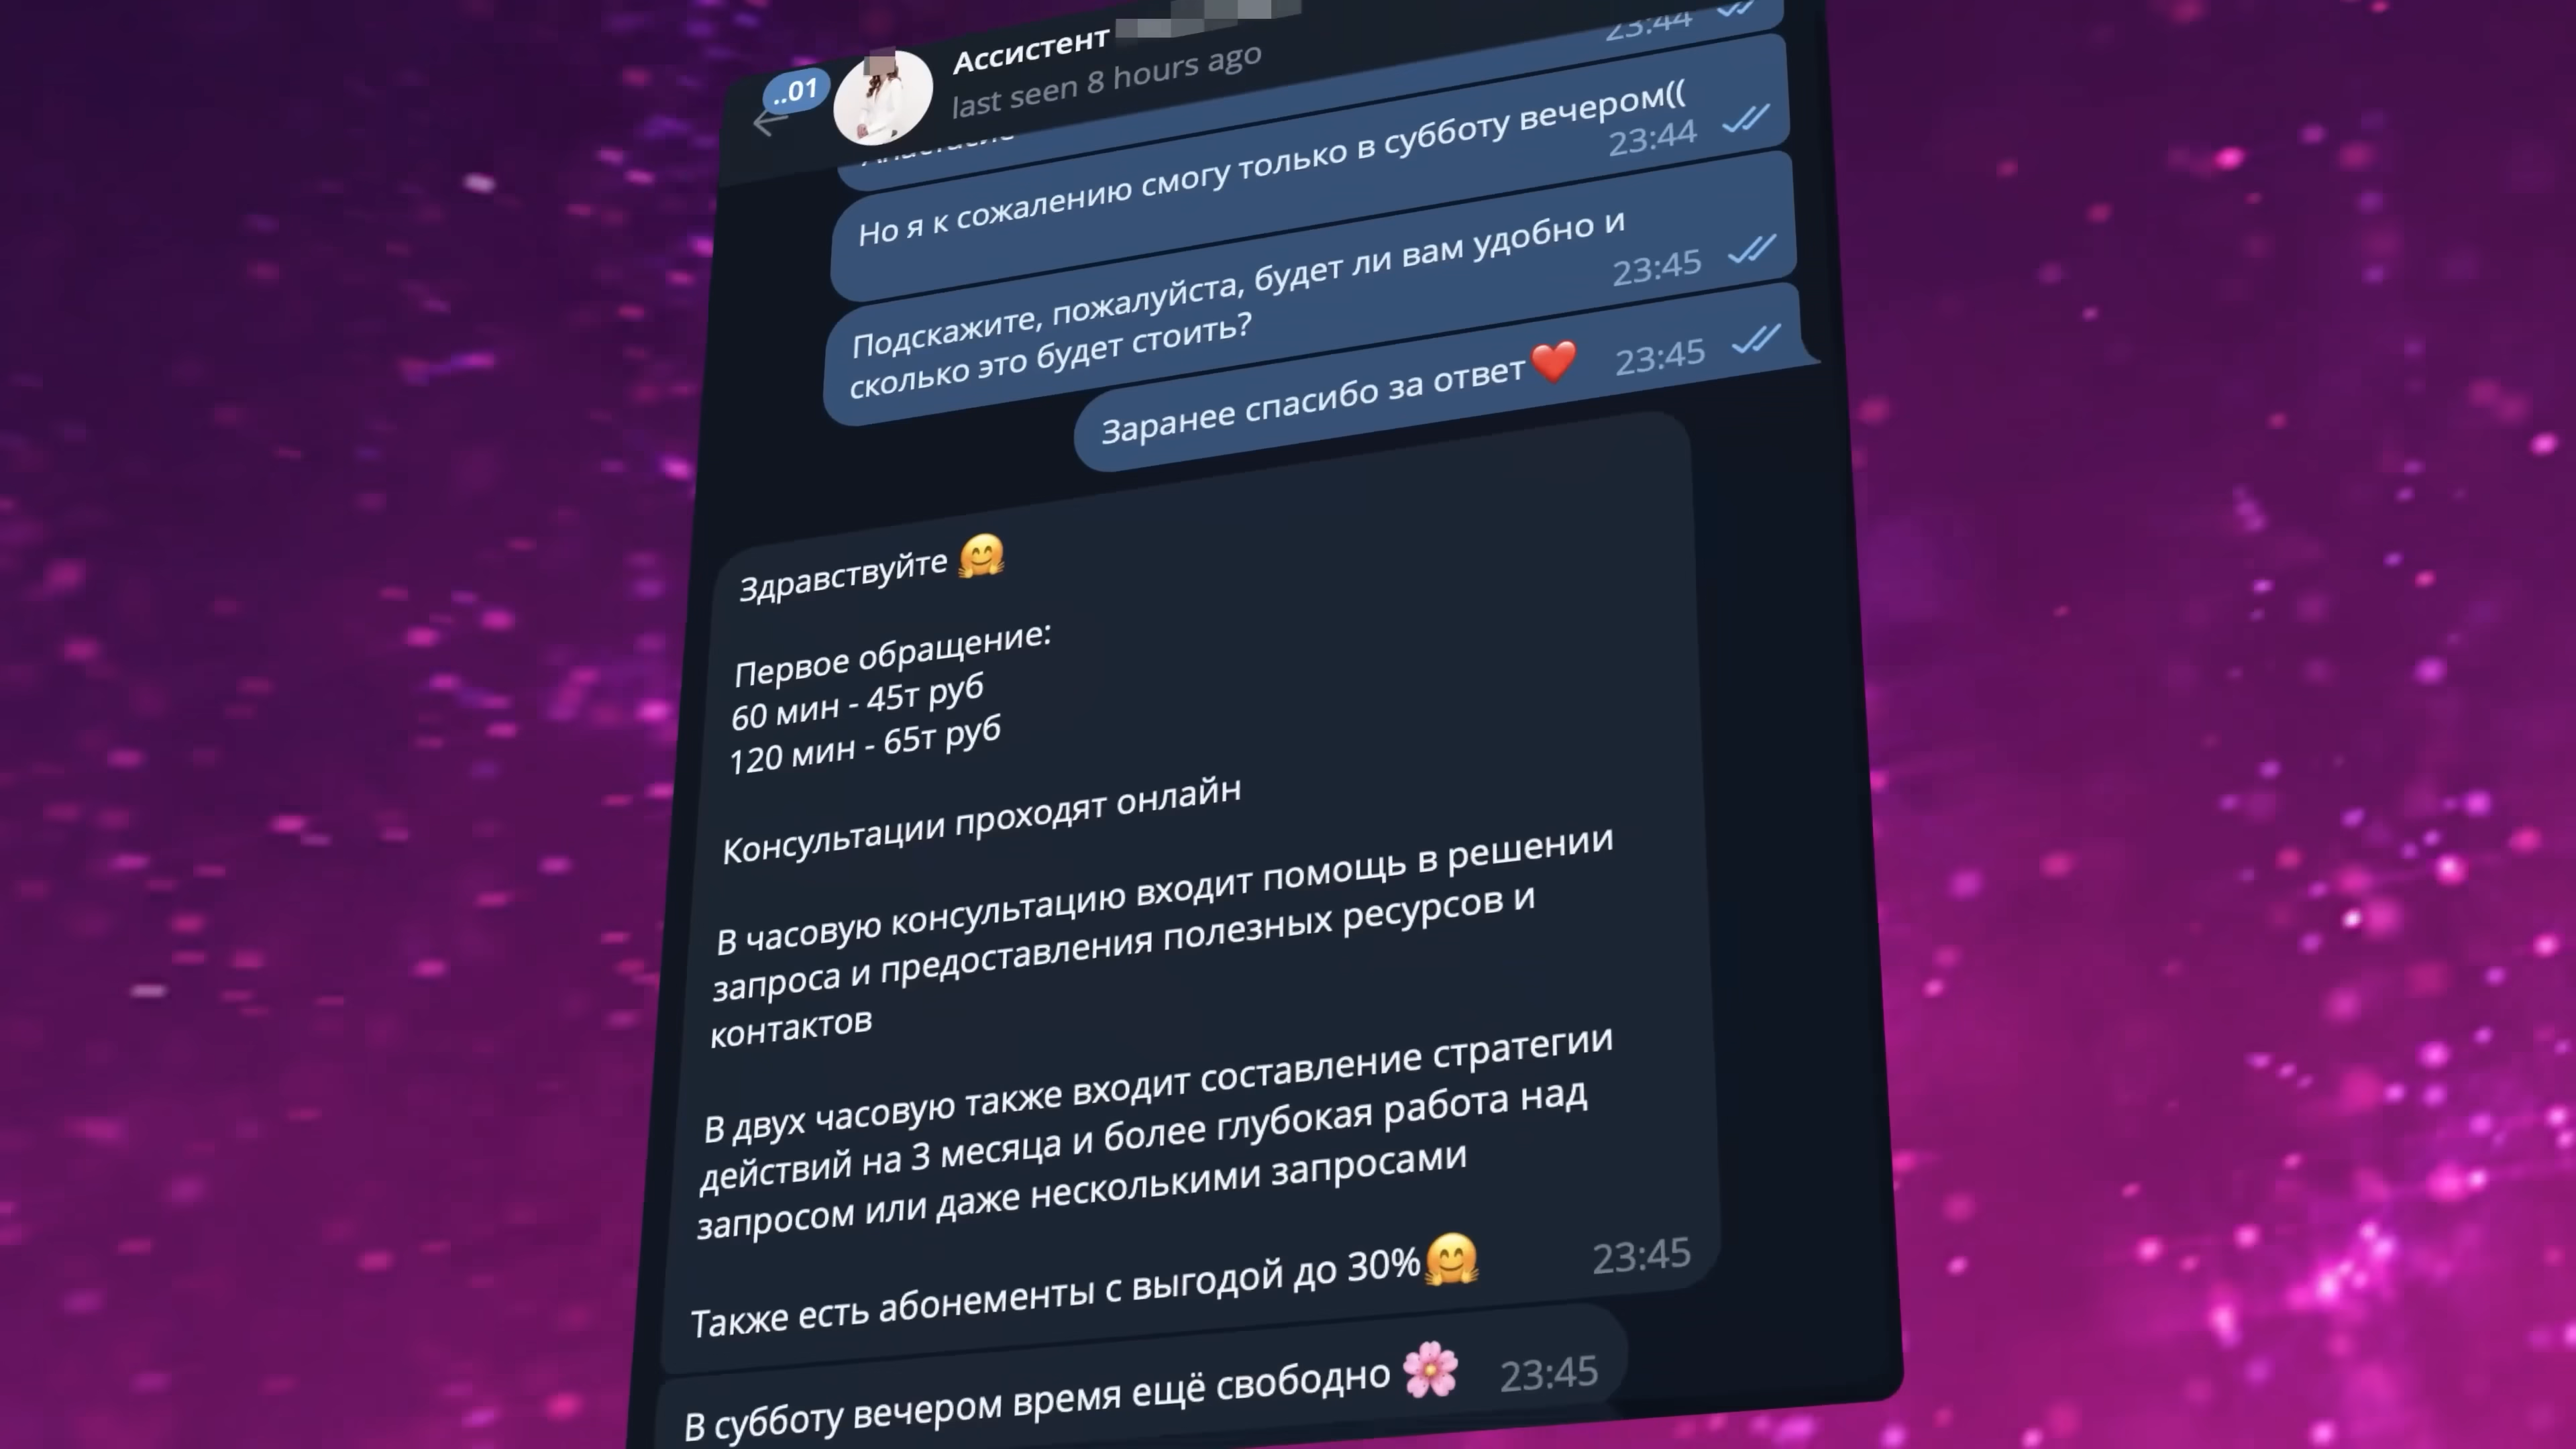 ..01
Ассистент
last seen 8 hours ago
23:44
Но я к сожалению смогу только в субботу вечером((
23:44
Подскажите, пожалуйста, будет ли вам удобно и
сколько это будет стоить?
23:45
Заранее спасибо за ответ❤️ 23:45
Здравствуйте 🤗
Первое обращение:
60 мин - 45т руб
120 мин - 65т руб
Консультации проходят онлайн
В часовую консультацию входит помощь в решении
запроса и предоставления полезных ресурсов и
контактов
В двух часовую также входит составление стратегии
действий на 3 месяца и более глубокая работа над
запросом или даже несколькими запросами
Также есть абонементы с выгодой до 30%🤗 23:45
В субботу вечером время ещё свободно 🌸 23:45